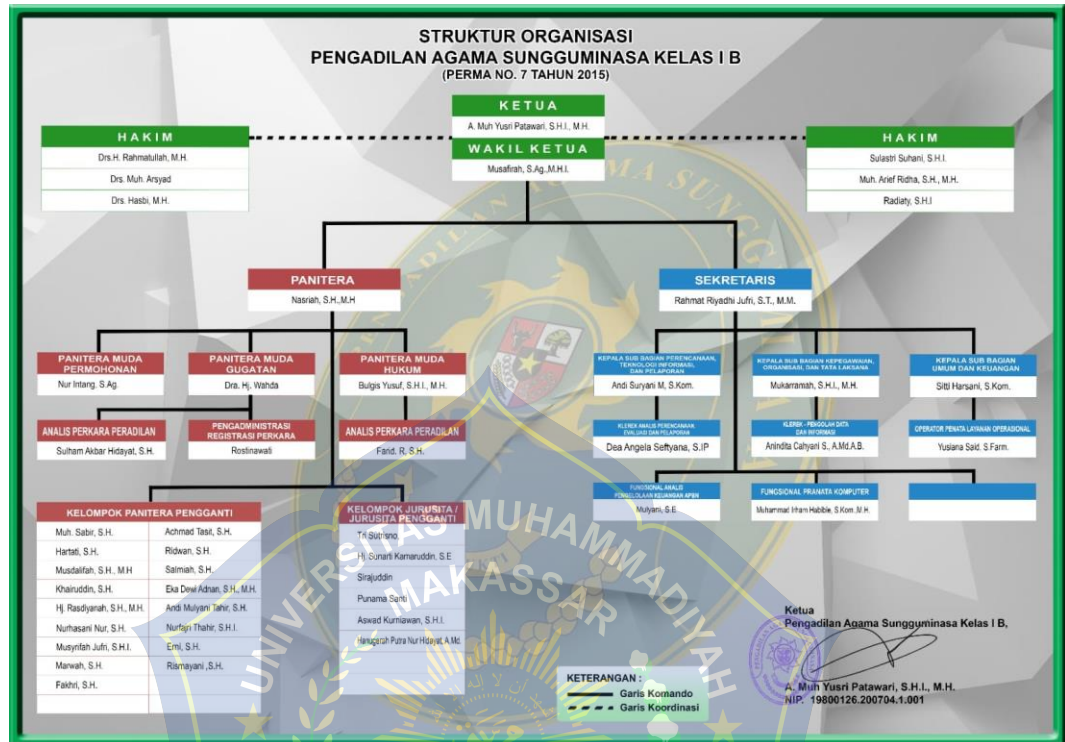 STRUKTUR ORGANISASI
PENGADILAN AGAMA SUNGGUMINASA KELAS I B
(PERMA NO. 7 TAHUN 2015)
KETUA
A. Muh Yusri Patawari, S.H.I., M.H.
WAKIL KETUA
Musafirah, S.Ag.,M.H.I.
HAKIM
Drs.H. Rahmatullah, M.H.
Drs. Muh. Arsyad
Drs. Hasbi, M.H.
HAKIM
Sulastri Suhani, S.H.I.
Muh. Arief Ridha, S.H., M.H.
Radiaty, S.H.I
PANITERA
Nasriah, S.H.,M.H
SEKRETARIS
Rahmat Riyadhi Jufri, S.T., M.M.
PANITERA MUDA
PERMOHONAN
Nur Intang. S.Ag.
PANITERA MUDA
GUGATAN
Dra. Hj. Wahda
PANITERA MUDA
HUKUM
Bulgis Yusuf, S.H.I., M.H.
KEPALA SUB BAGIAN PERENCANAAN,
TEKNOLOGI INFORMASI,
DAN PELAPORAN
Andi Suryani M, S.Kom.
KEPALA SUB BAGIAN KEPEGAWAIAN,
ORGANISASI, DAN TATA LAKSANA
Mukarramah, S.H.I., M.H.
KEPALA SUB BAGIAN
UMUM DAN KEUANGAN
Sitti Harsani, S.Kom.
ANALIS PERKARA PERADILAN
Sulham Akbar Hidayat, S.H.
PENGADMINISTRASI
REGISTRASI PERKARA
Rostinawati
ANALIS PERKARA PERADILAN
Farid. R, S.H.
KLEREK ANALIS PERENCANAAN
EVALUASI DAN PELAPORAN
Dea Angela Seftyana, S.IP
KLEREK - PENGOLAH DATA
DAN INFORMASI
Anindita Cahyani S., A.Md.A.B.
OPERATOR PENATA LAYANAN OPERASIONAL
Yusiana Said, S.Farm.
FUNGSIONAL ANALIS
PENGELOLAAN KEUANGAN APBN
Mulyani, S.E
FUNGSIONAL PRANATA KOMPUTER
Muhammad Irham Habibie, S.Kom.,M.H.
KELOMPOK PANITERA PENGGANTI
Muh. Sabir, S.H.
Hartati, S.H.
Musdalifah, S.H., M.H
Khairuddin, S.H.
Hj. Rasdiyanah, S.H., M.H.
Nurhasani Nur, S.H.
Musyrifah Jufri, S.H.I.
Marwah, S.H.
Fakhri, S.H.
Achmad Tasit, S.H.
Ridwan, S.H.
Salmiah, S.H.
Eka Dewi Adnan, S.H., M.H.
Andi Mulyani Tahir, S.H.
Nurfajri Thahir, S.H.I.
Erni, S.H.
Rismayani ,S.H.
KELOMPOK JURUSITA /
JURUSITA PENGGANTI
Tri Sutrisno,
Hj. Sunarti Kamaruddin, S.E
Sirajuddin
Purnama Santi
Aswad Kurniawan, S.H.I.
Hanugerah Putra Nur Hidayat, A.Md.
KETERANGAN :
Garis Komando
Garis Koordinasi
Ketua
Pengadilan Agama Sungguminasa Kelas I B,
A. Muh Yusri Patawari, S.H.I., M.H.
NIP. 19800126.200704.1.001
UNIVERSITAS MUHAMMADIYAH
MAKASSAR